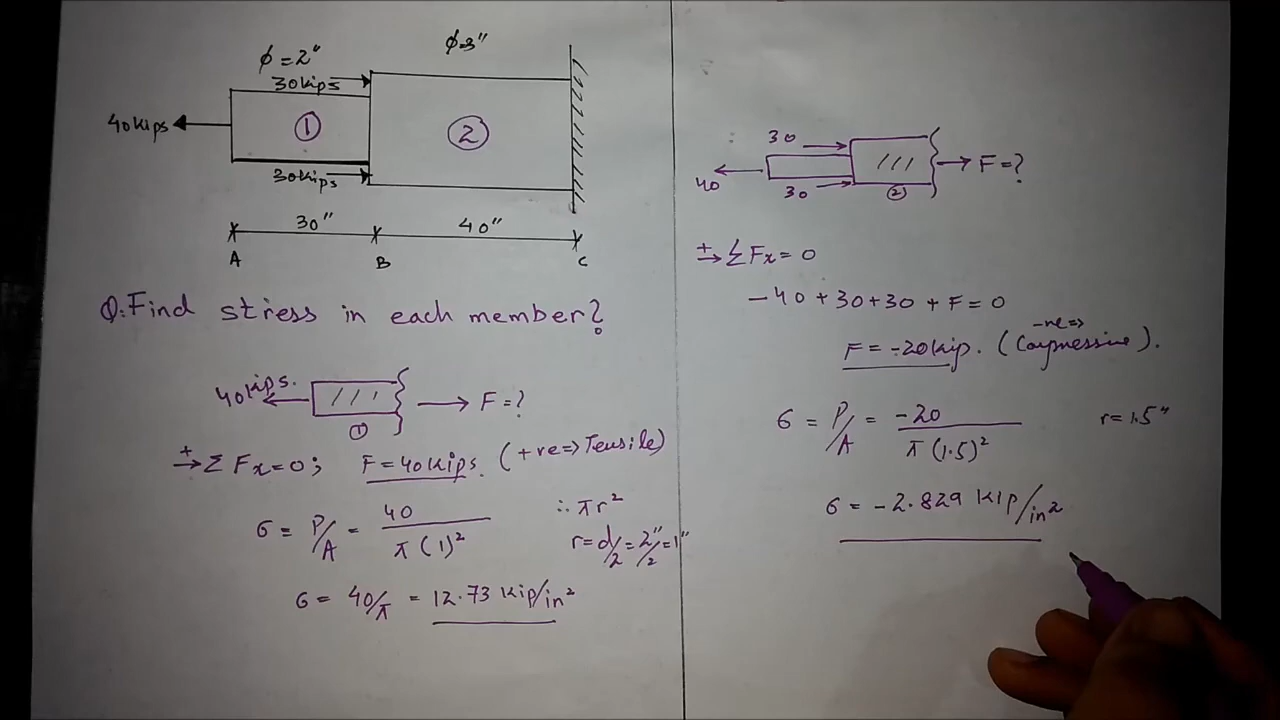 ϕ=2"
ϕ=3"
30kips
40kips
①
②
30kips
30"
40"
A
B
C
Q:Find stress in each member?
40kips.
F=?
①
+→ΣFx=0; F=40kips. (+ve=>Tensile)
σ = P/A = 40/π(1)²
∴ πr²
r=d/2=2"/2=1"
σ = 40/π = 12.73 kip/in²
30
40
30
②
F=?
+→ΣFx=0
-40+30+30+F=0
-ve=>
F=-20kip. (Compressive).
σ = P/A = -20/π(1.5)²
r=1.5"
σ = -2.829 kip/in²